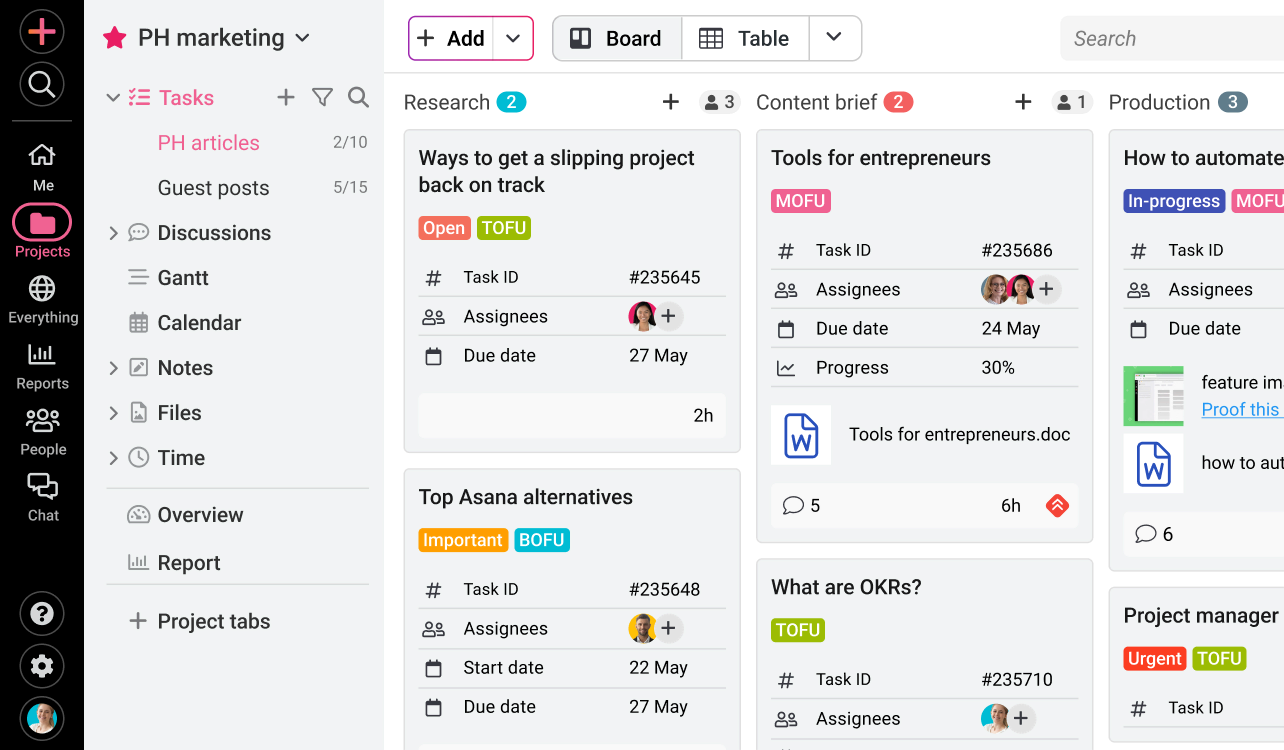 Me
Projects
Everything
Reports
People
Chat
?
PH marketing
Tasks
PH articles 2/10
Guest posts 5/15
Discussions
Gantt
Calendar
Notes
Files
Time
Overview
Report
+ Project tabs
+ Add
Board
Table
Search
Research 2 + 3
Ways to get a slipping project
back on track
Open TOFU
# Task ID #235645
Assignees +
Due date 27 May
2h
Top Asana alternatives
Important BOFU
# Task ID #235648
Assignees +
Start date 22 May
Due date 27 May
Content brief 2 + 1
Tools for entrepreneurs
MOFU
# Task ID #235686
Assignees +
Due date 24 May
Progress 30%
W Tools for entrepreneurs.doc
5 6h
What are OKRs?
TOFU
# Task ID #235710
Assignees +
Production 3
How to automate
In-progress MOFU
# Task ID
Assignees
Due date
feature im
Proof this
W how to aut
6
Project manager
Urgent TOFU
# Task ID